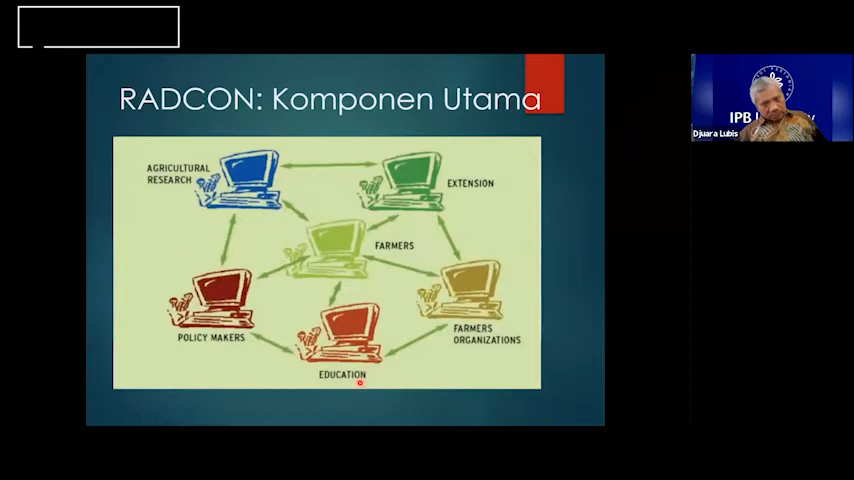 RADCON: Komponen Utama
AGRICULTURAL
RESEARCH
EXTENSION
FARMERS
POLICY MAKERS
FARMERS
ORGANIZATIONS
EDUCATION
IPB
Djuara Lubis